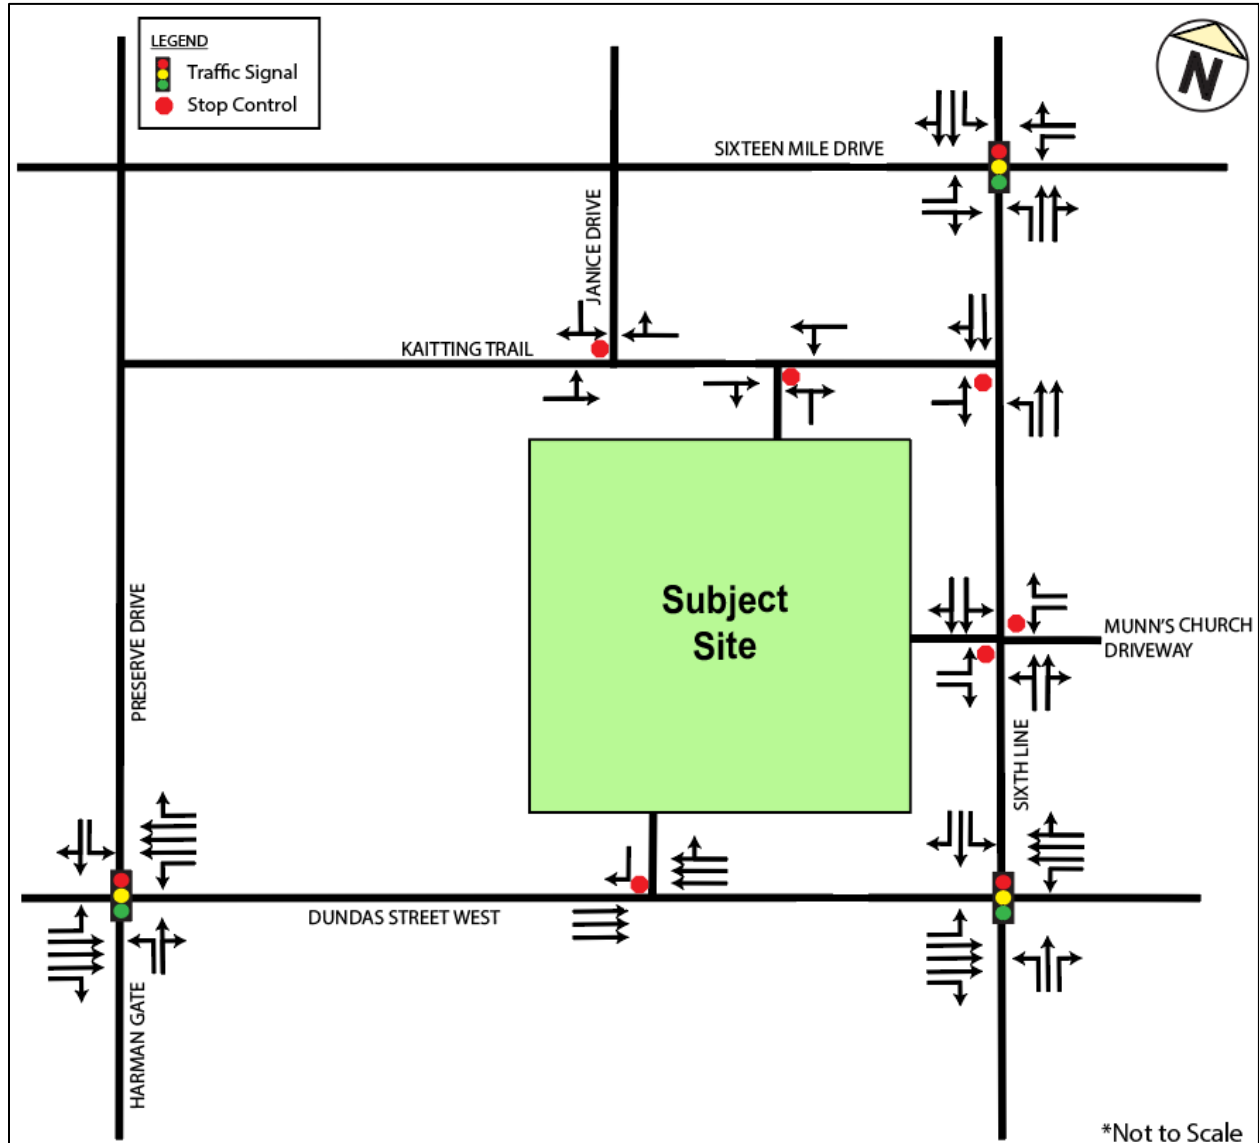 LEGEND
Traffic Signal
Stop Control
N
SIXTEEN MILE DRIVE
JANICE DRIVE
KAITTING TRAIL
PRESERVE DRIVE
Subject
Site
MUNN'S CHURCH
DRIVEWAY
SIXTH LINE
DUNDAS STREET WEST
HARMAN GATE
*Not to Scale